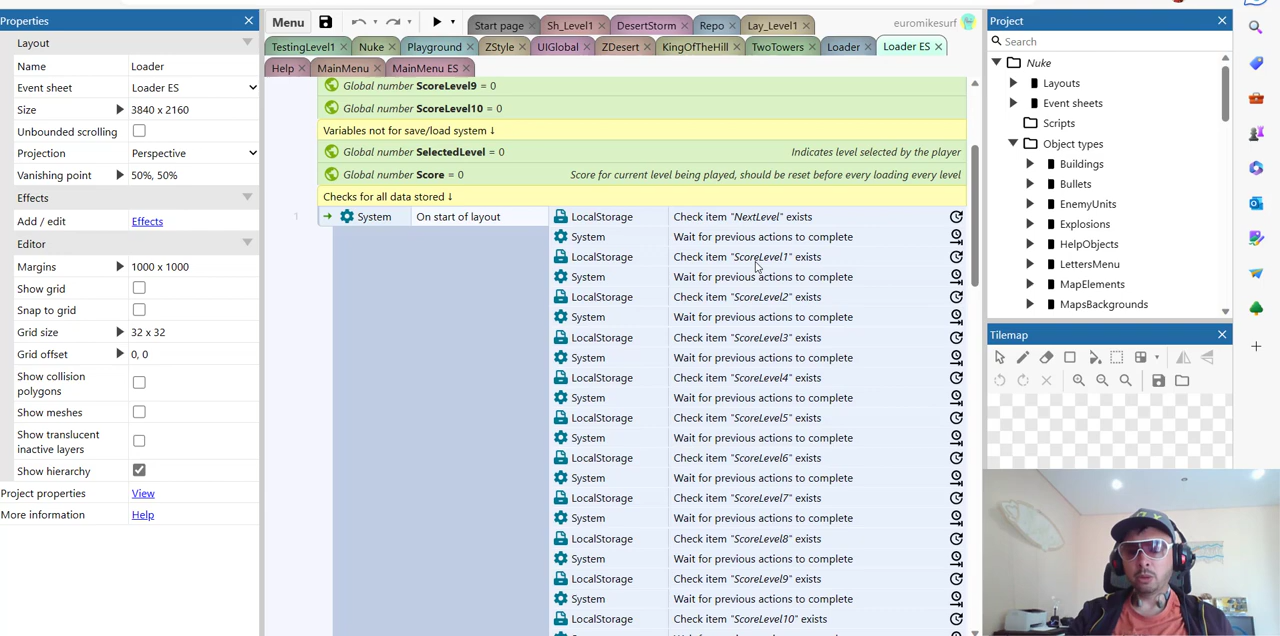 Properties
Layout
Name Loader
Event sheet Loader ES
Size 3840 x 2160
Unbounded scrolling
Projection Perspective
Vanishing point 50%, 50%
Effects
Add / edit Effects
Editor
Margins 1000 x 1000
Show grid
Snap to grid
Grid size 32 x 32
Grid offset 0, 0
Show collision
polygons
Show meshes
Show translucent
inactive layers
Show hierarchy
Project properties View
More information Help
Menu
Start page Sh_Level1 DesertStorm Repo Lay_Level1 euromikesurf
TestingLevel1 Nuke Playground ZStyle UIGlobal ZDesert KingOfTheHill TwoTowers Loader Loader ES
Help MainMenu MainMenu ES
Global number ScoreLevel9 = 0
Global number ScoreLevel10 = 0
Variables not for save/load system ↓
Global number SelectedLevel = 0 Indicates level selected by the player
Global number Score = 0 Score for current level being played, should be reset before every loading every level
Checks for all data stored ↓
1 System On start of layout LocalStorage Check item "NextLevel" exists
System Wait for previous actions to complete
LocalStorage Check item "ScoreLevel1" exists
System Wait for previous actions to complete
LocalStorage Check item "ScoreLevel2" exists
System Wait for previous actions to complete
LocalStorage Check item "ScoreLevel3" exists
System Wait for previous actions to complete
LocalStorage Check item "ScoreLevel4" exists
System Wait for previous actions to complete
LocalStorage Check item "ScoreLevel5" exists
System Wait for previous actions to complete
LocalStorage Check item "ScoreLevel6" exists
System Wait for previous actions to complete
LocalStorage Check item "ScoreLevel7" exists
System Wait for previous actions to complete
LocalStorage Check item "ScoreLevel8" exists
System Wait for previous actions to complete
LocalStorage Check item "ScoreLevel9" exists
System Wait for previous actions to complete
LocalStorage Check item "ScoreLevel10" exists
Project
Search
Nuke
Layouts
Event sheets
Scripts
Object types
Buildings
Bullets
EnemyUnits
Explosions
HelpObjects
LettersMenu
MapElements
MapsBackgrounds
Tilemap